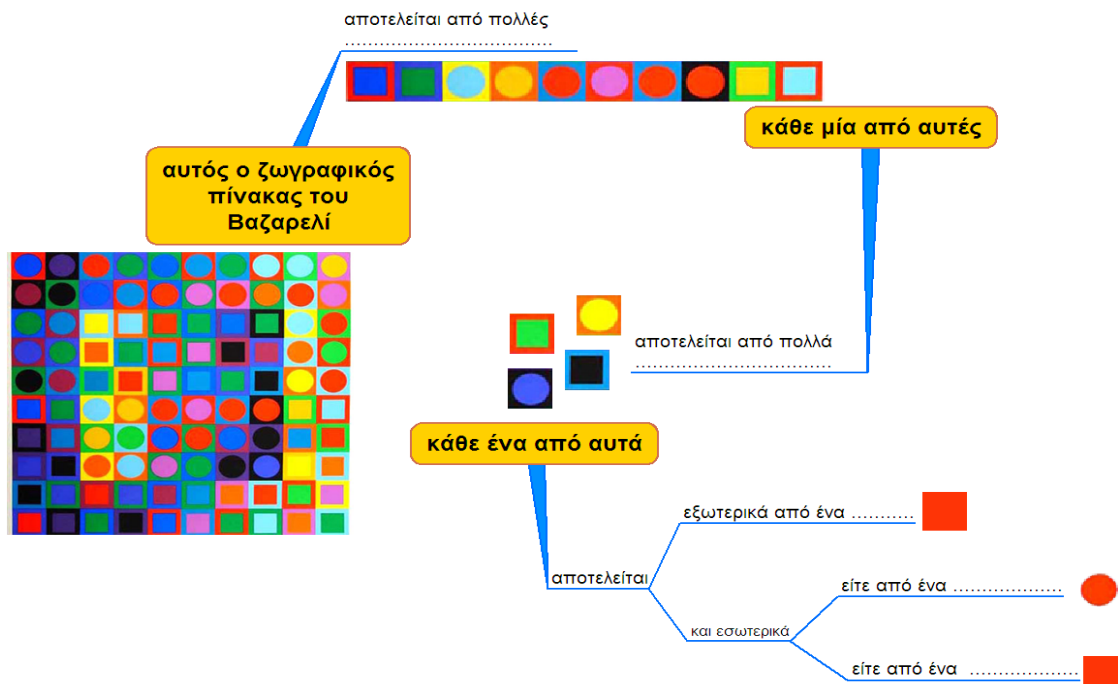 αποτελείται από πολλές
....................................
κάθε μία από αυτές
αυτός ο ζωγραφικός
πίνακας του
Βαζαρελί
αποτελείται από πολλά
..................................
κάθε ένα από αυτά
εξωτερικά από ένα ...........
αποτελείται
είτε από ένα ...................
και εσωτερικά
είτε από ένα ...................